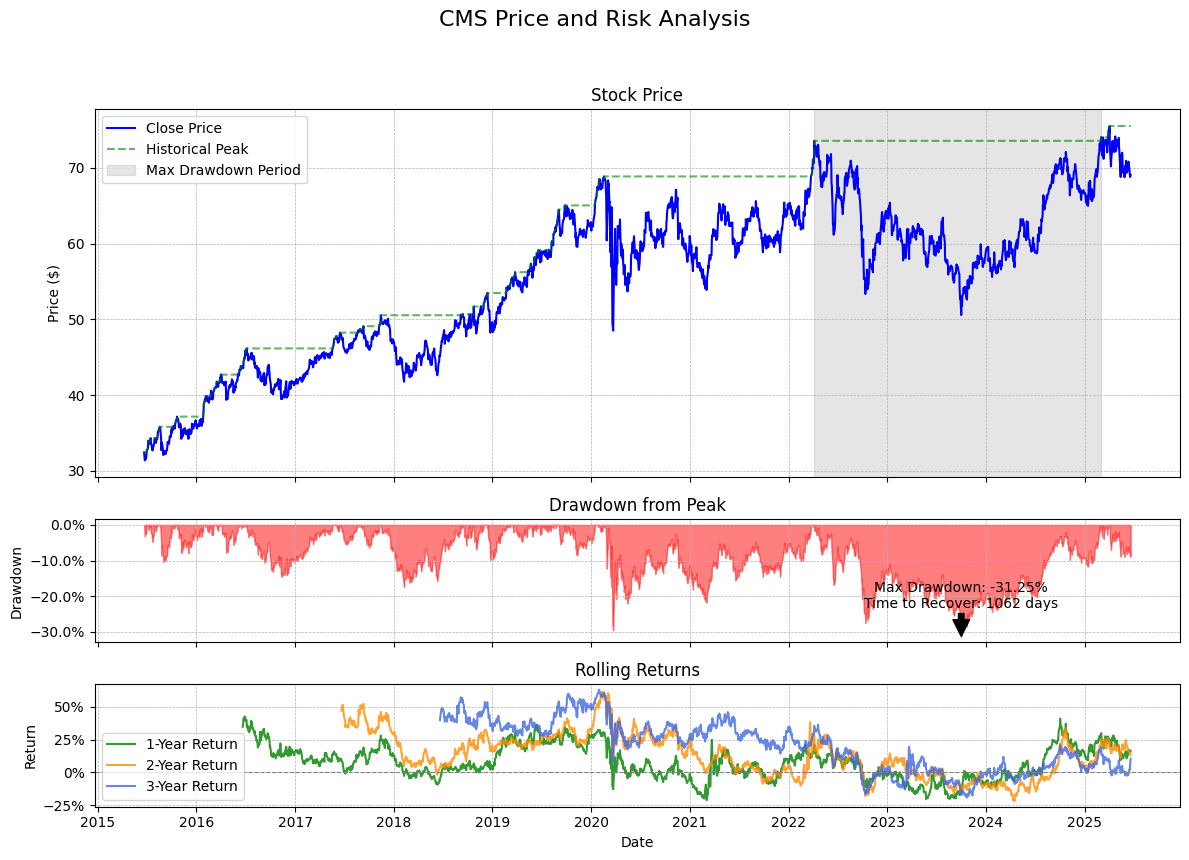 CMS Price and Risk Analysis
Stock Price
Close Price
Historical Peak
Max Drawdown Period
Price ($)
70
60
50
40
30
Drawdown from Peak
Drawdown
0.0%
−10.0%
−20.0%
−30.0%
Max Drawdown: -31.25%
Time to Recover: 1062 days
Rolling Returns
Return
50%
25%
0%
−25%
1-Year Return
2-Year Return
3-Year Return
2015 2016 2017 2018 2019 2020 2021 2022 2023 2024 2025
Date